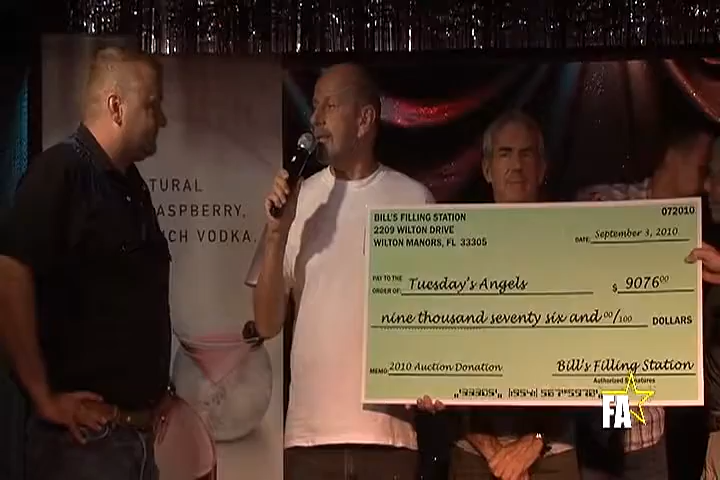 TURAL
ASPBERRY,
CH VODKA.
BILL'S FILLING STATION
2209 WILTON DRIVE
WILTON MANORS, FL 33305
072010
DATE: September 3, 2010
PAY TO THE
ORDER OF: Tuesday's Angels $ 9076 00
nine thousand seventy six and 00/100 DOLLARS
MEMO 2010 Auction Donation
Bill's Filling Station
Authorized Signatures
FA